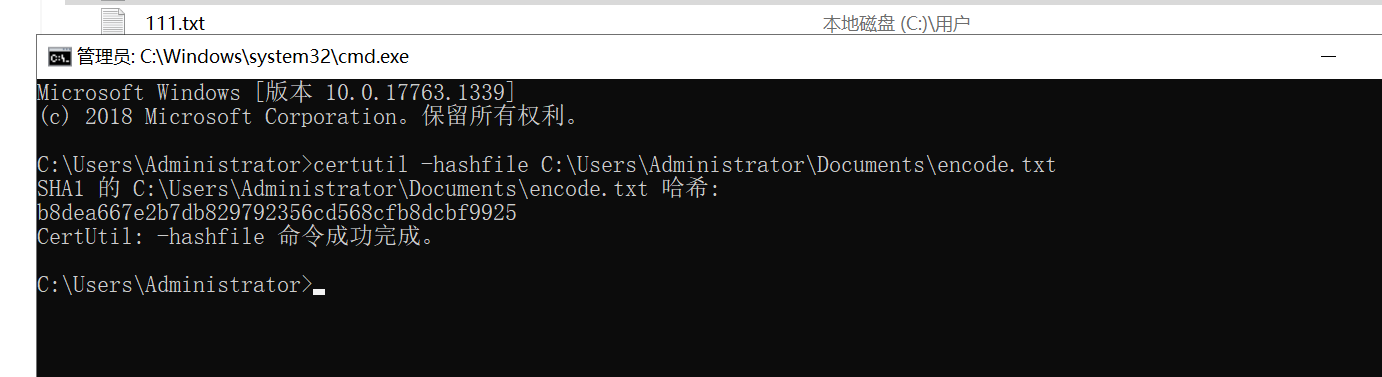 111.txt 本地磁盘 (C:)\用户
管理员: C:\Windows\system32\cmd.exe
Microsoft Windows [版本 10.0.17763.1339]
(c) 2018 Microsoft Corporation。保留所有权利。
C:\Users\Administrator>certutil -hashfile C:\Users\Administrator\Documents\encode.txt
SHA1 的 C:\Users\Administrator\Documents\encode.txt 哈希:
b8dea667e2b7db829792356cd568cfb8dcbf9925
CertUtil: -hashfile 命令成功完成。
C:\Users\Administrator>